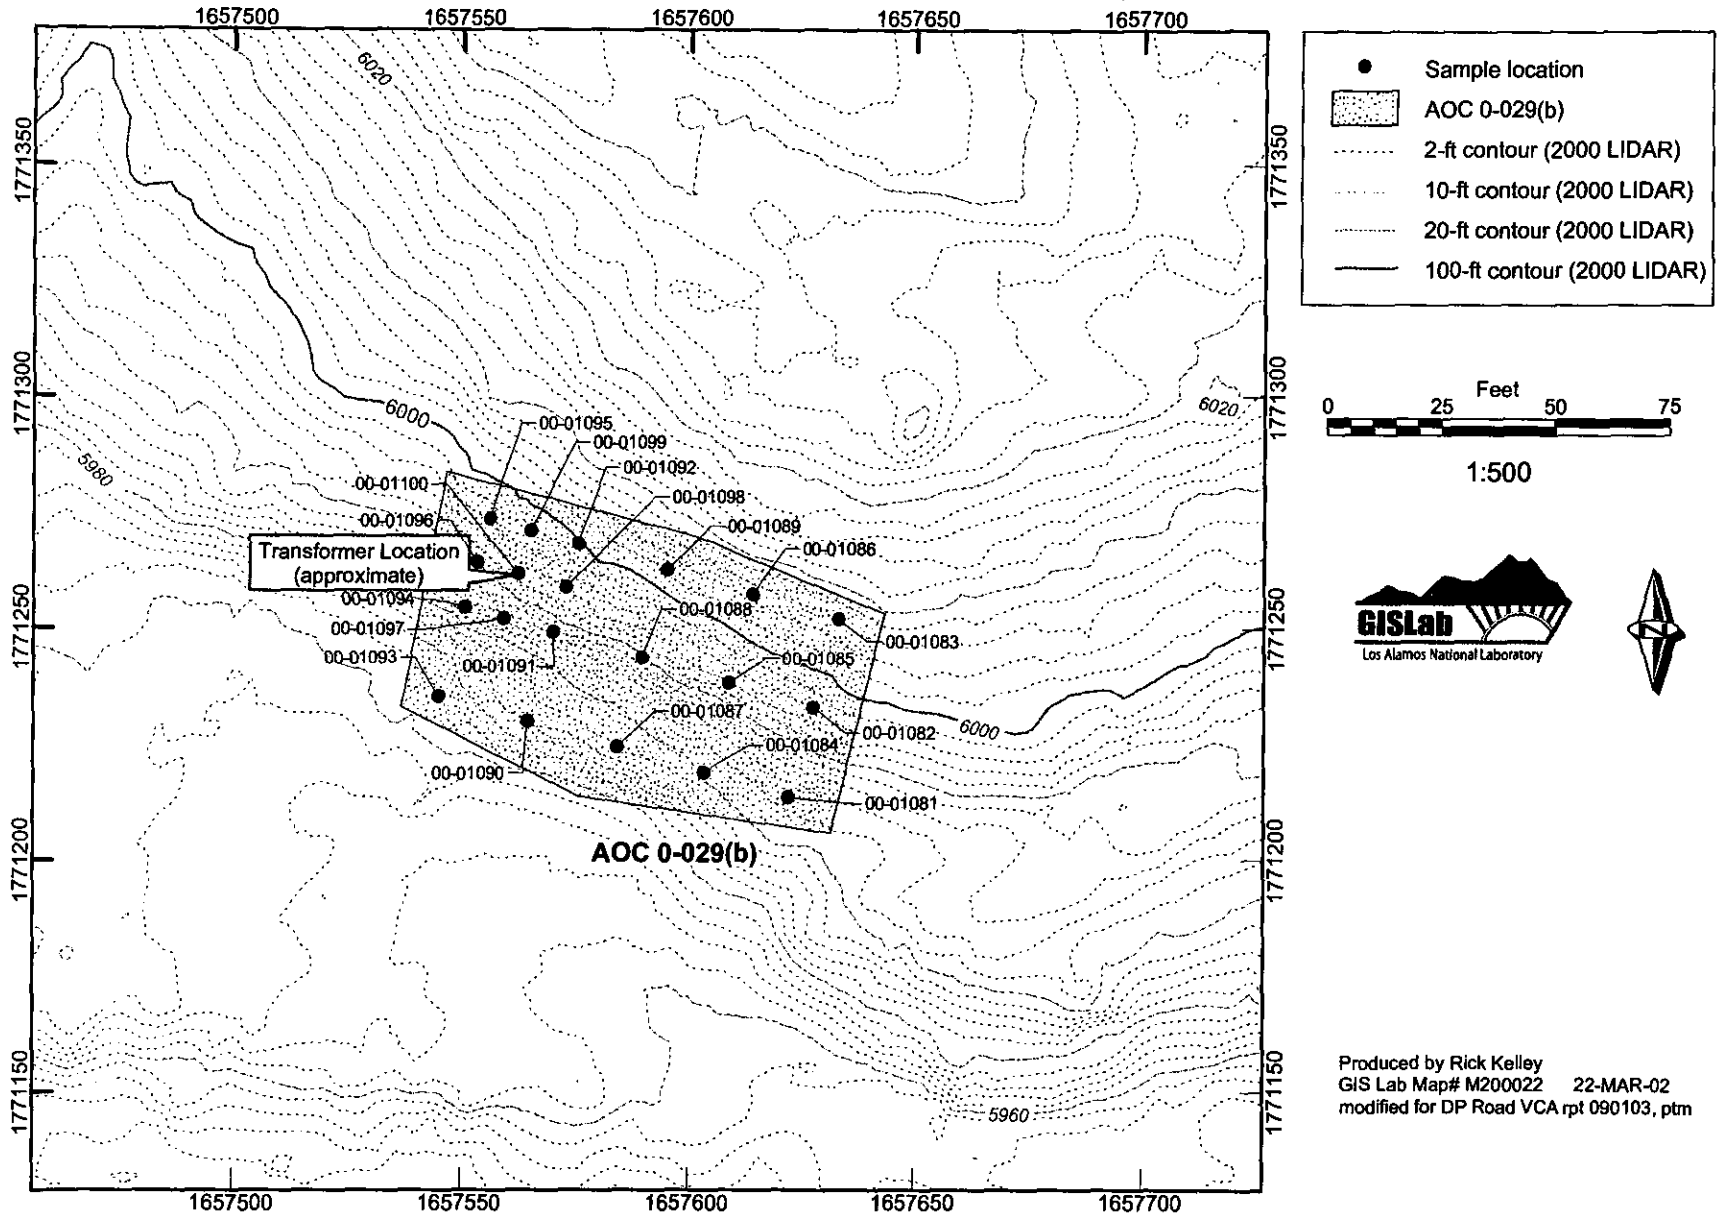 1657500
1657550
1657600
1657650
1657700
1771350
1771300
1771250
1771200
1771150
6020
6000
5980
00-01095
00-01099
00-01092
00-01100
00-01098
00-01096
00-01089
00-01086
Transformer Location
(approximate)
00-01094
00-01088
00-01097
00-01083
00-01093
00-01091
00-01085
00-01087
00-01082
00-01084
00-01090
00-01081
6020
6000
AOC 0-029(b)
5960
1771350
1771300
1771250
1771200
1771150
1657500
1657550
1657600
1657650
1657700
Sample location
AOC 0-029(b)
2-ft contour (2000 LIDAR)
10-ft contour (2000 LIDAR)
20-ft contour (2000 LIDAR)
100-ft contour (2000 LIDAR)
Feet
0 25 50 75
1:500
GISLab
Los Alamos National Laboratory
N
Produced by Rick Kelley
GIS Lab Map# M200022 22-MAR-02
modified for DP Road VCA rpt 090103, ptm